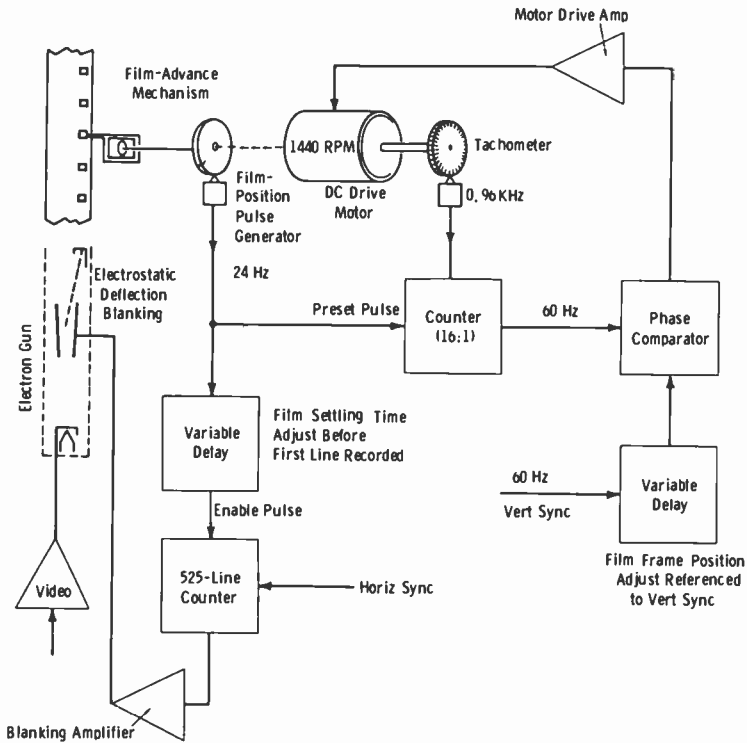 Motor Drive Amp
Film-Advance
Mechanism
1440 RPM
Tachometer
DC Drive
Motor
0.96KHz
Film-
Position
Pulse
Generator
24 Hz
Electrostatic
Deflection
Blanking
Electron Gun
Preset Pulse
Counter
(16:1)
60 Hz
Phase
Comparator
Variable
Delay
Film Settling Time
Adjust Before
First Line Recorded
60 Hz
Vert Sync
Variable
Delay
Enable Pulse
Film Frame Position
Adjust Referenced
to Vert Sync
525-Line
Counter
Horiz Sync
Video
Blanking Amplifier